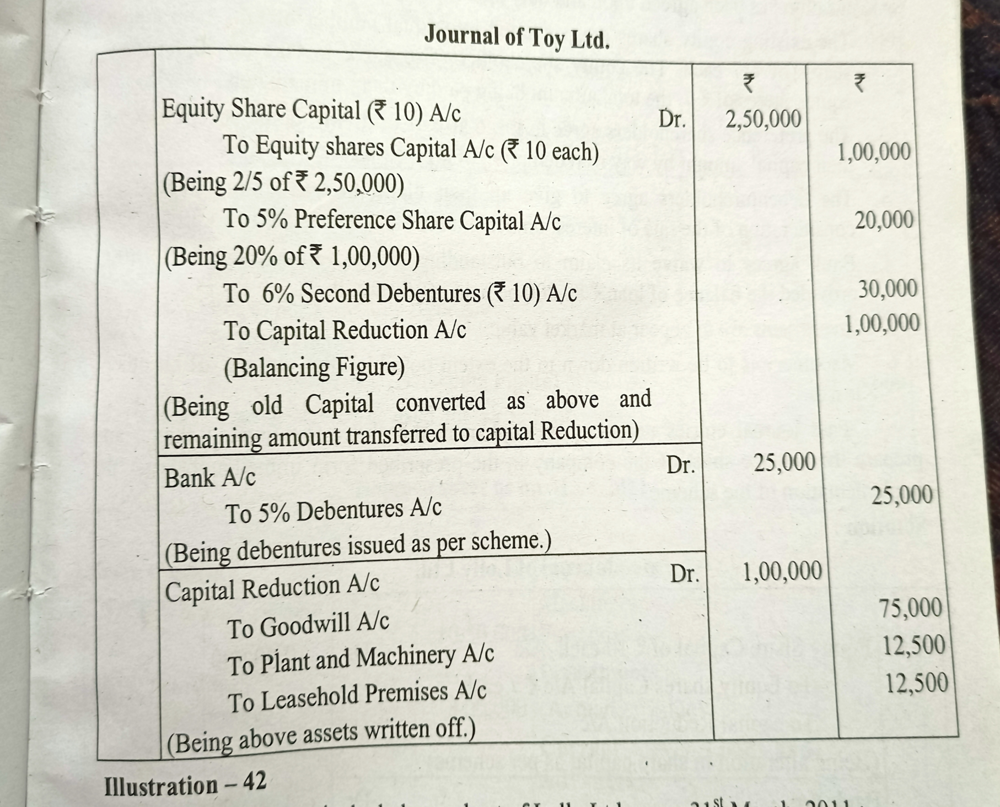 Journal of Toy Ltd.
₹ ₹
Equity Share Capital (₹ 10) A/c Dr. 2,50,000
To Equity shares Capital A/c (₹ 10 each) 1,00,000
(Being 2/5 of ₹ 2,50,000)
To 5% Preference Share Capital A/c 20,000
(Being 20% of ₹ 1,00,000)
To 6% Second Debentures (₹ 10) A/c 30,000
To Capital Reduction A/c 1,00,000
(Balancing Figure)
(Being old Capital converted as above and
remaining amount transferred to capital Reduction)
Bank A/c Dr. 25,000
To 5% Debentures A/c 25,000
(Being debentures issued as per scheme.)
Capital Reduction A/c Dr. 1,00,000
To Goodwill A/c 75,000
To Plant and Machinery A/c 12,500
To Leasehold Premises A/c 12,500
(Being above assets written off.)
Illustration – 42